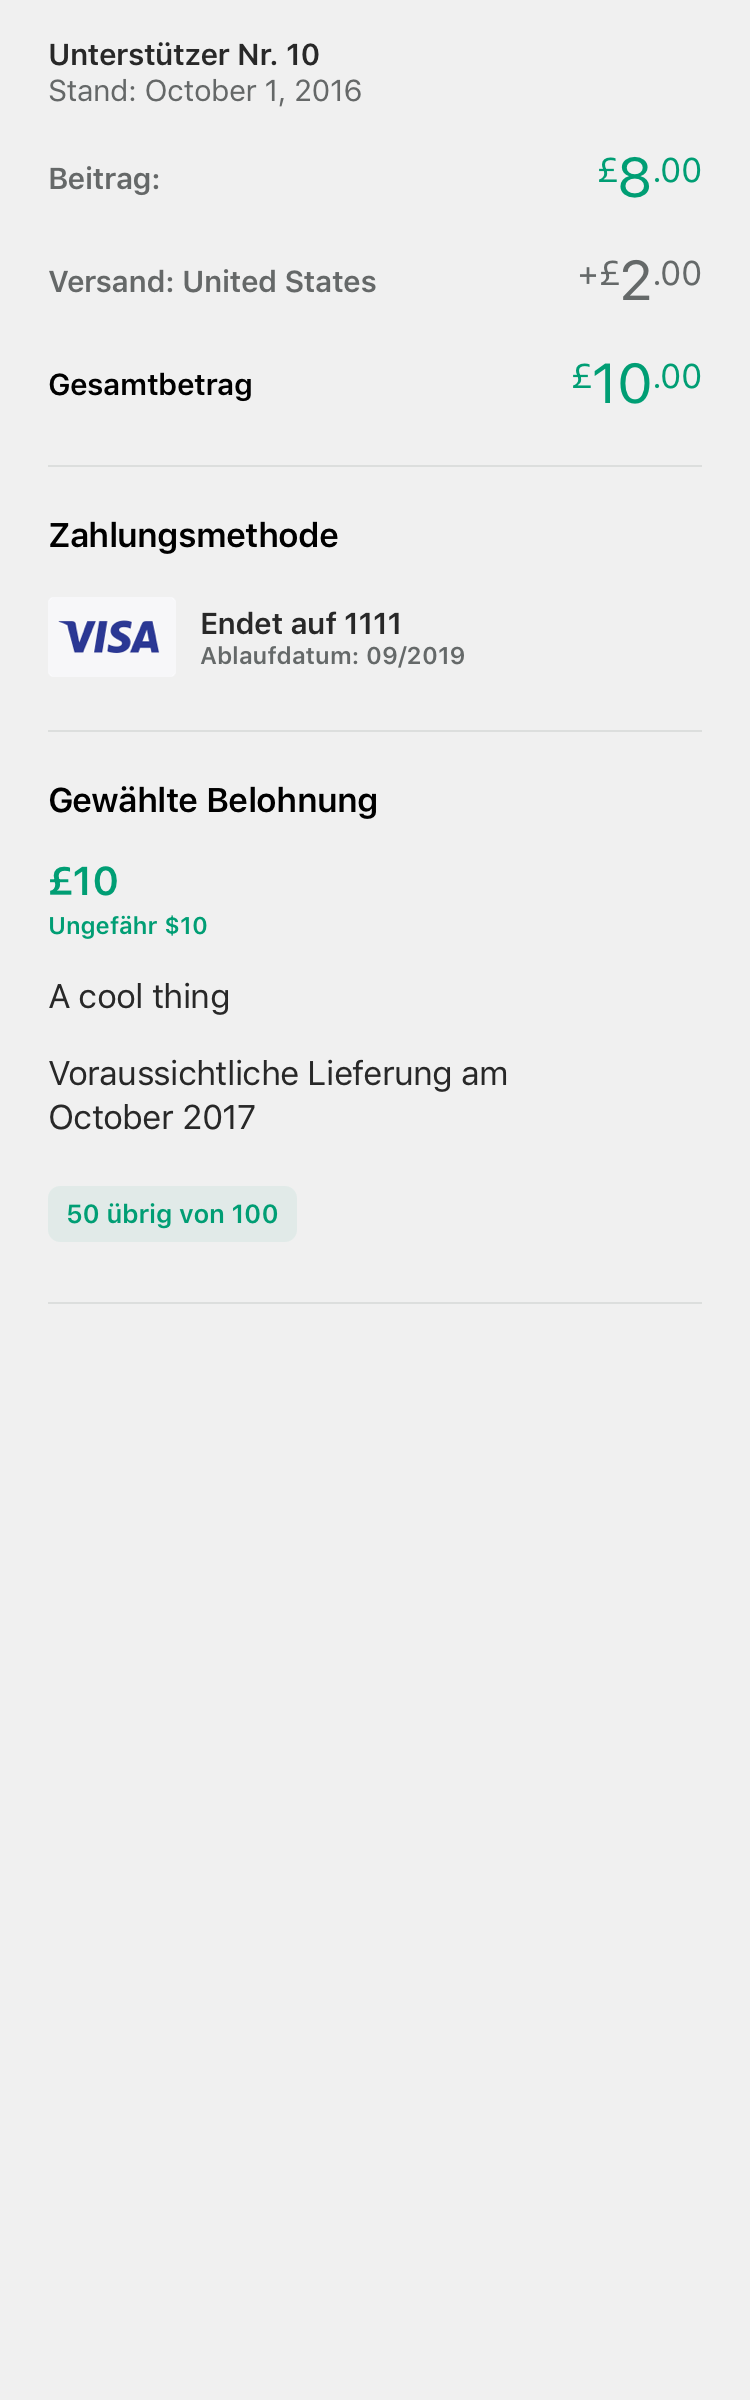 Unterstützer Nr. 10
Stand: October 1, 2016
Beitrag: £8.00
Versand: United States +£2.00
Gesamtbetrag £10.00
Zahlungsmethode
VISA
Endet auf 1111
Ablaufdatum: 09/2019
Gewählte Belohnung
£10
Ungefähr $10
A cool thing
Voraussichtliche Lieferung am
October 2017
50 übrig von 100